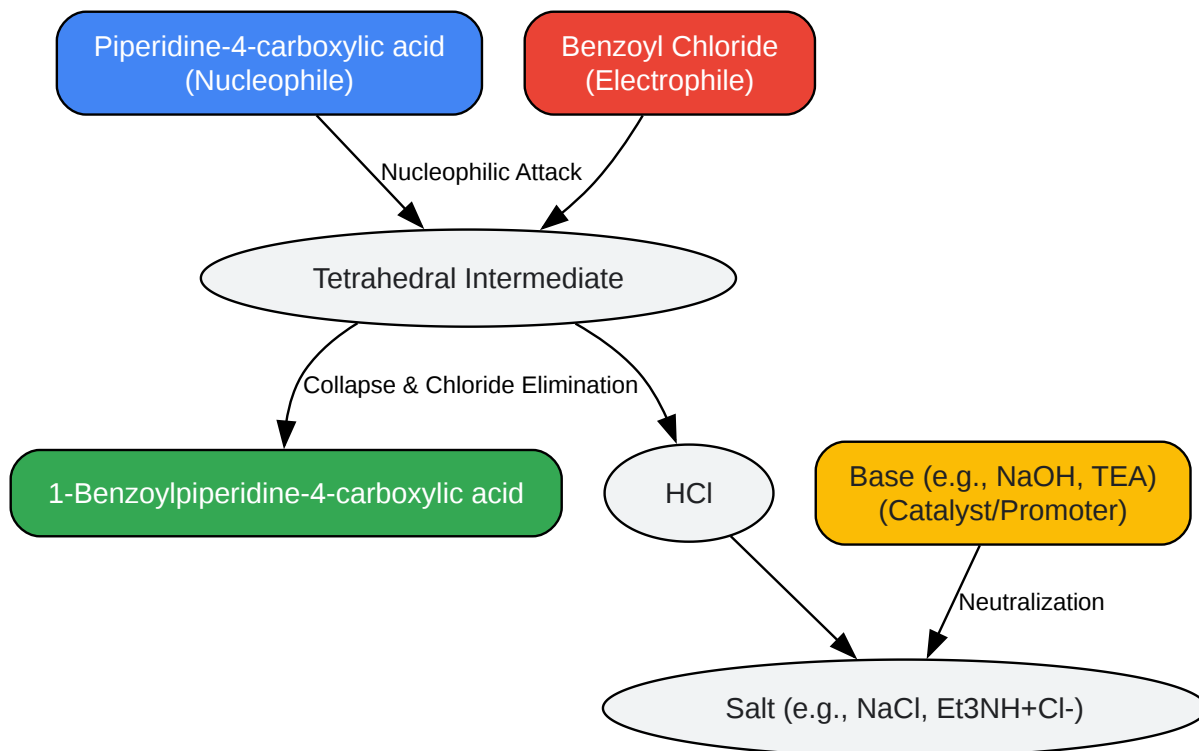 Piperidine-4-carboxylic acid
(Nucleophile)
Benzoyl Chloride
(Electrophile)
Nucleophilic Attack
Tetrahedral Intermediate
Collapse & Chloride Elimination
1-Benzoylpiperidine-4-carboxylic acid
HCl
Base (e.g., NaOH, TEA)
(Catalyst/Promoter)
Neutralization
Salt (e.g., NaCl, Et3NH+Cl-)